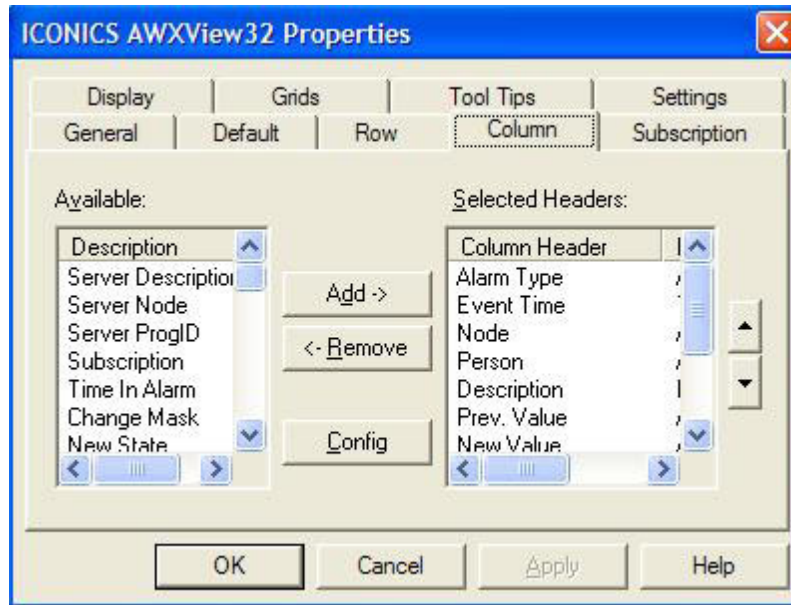 ICONICS AWXView32 Properties
Display Grids Tool Tips Settings
General Default Row Column Subscription
Available:
Description
Server Description
Server Node
Server ProgID
Subscription
Time In Alarm
Change Mask
New State
Add ->
<- Remove
Config
Selected Headers:
Column Header
Alarm Type
Event Time
Node
Person
Description
Prev. Value
New Value
OK Cancel Apply Help